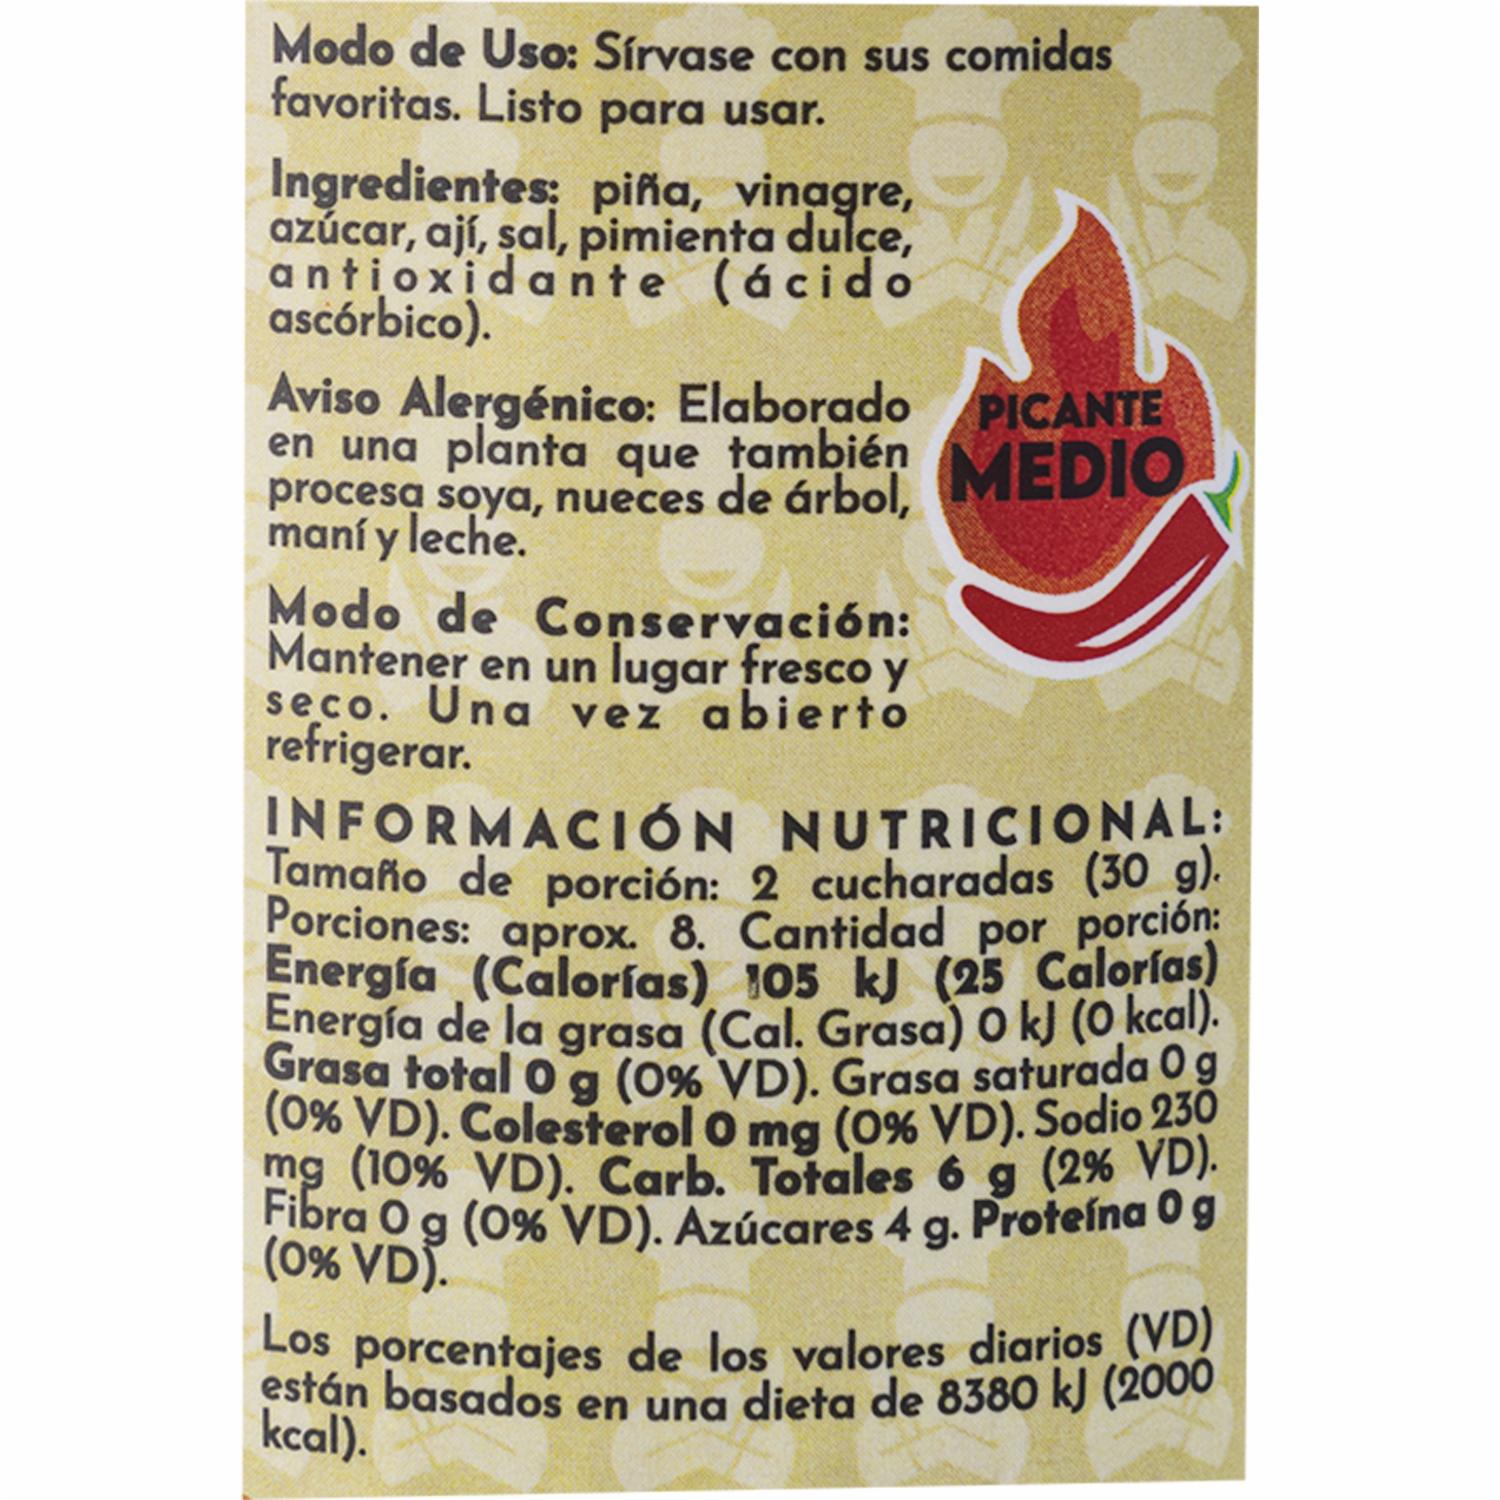 Modo de Uso: Sírvase con sus comidas
favoritas. Listo para usar.
Ingredientes: piña, vinagre,
azúcar, ají, sal, pimienta dulce,
antioxidante (ácido
ascórbico).
Aviso Alergénico: Elaborado
en una planta que también
procesa soya, nueces de árbol,
maní y leche.
PICANTE
MEDIO
Modo de Conservación:
Mantener en un lugar fresco y
seco. Una vez abierto
refrigerar.
INFORMACIÓN NUTRICIONAL:
Tamaño de porción: 2 cucharadas (30 g).
Porciones: aprox. 8. Cantidad por porción:
Energía (Calorías) 105 kJ (25 Calorías)
Energía de la grasa (Cal. Grasa) 0 kJ (0 kcal).
Grasa total 0 g (0% VD). Grasa saturada 0 g
(0% VD). Colesterol 0 mg (0% VD). Sodio 230
mg (10% VD). Carb. Totales 6 g (2% VD).
Fibra 0 g (0% VD). Azúcares 4 g. Proteína 0 g
(0% VD).
Los porcentajes de los valores diarios (VD)
están basados en una dieta de 8380 kJ (2000
kcal).